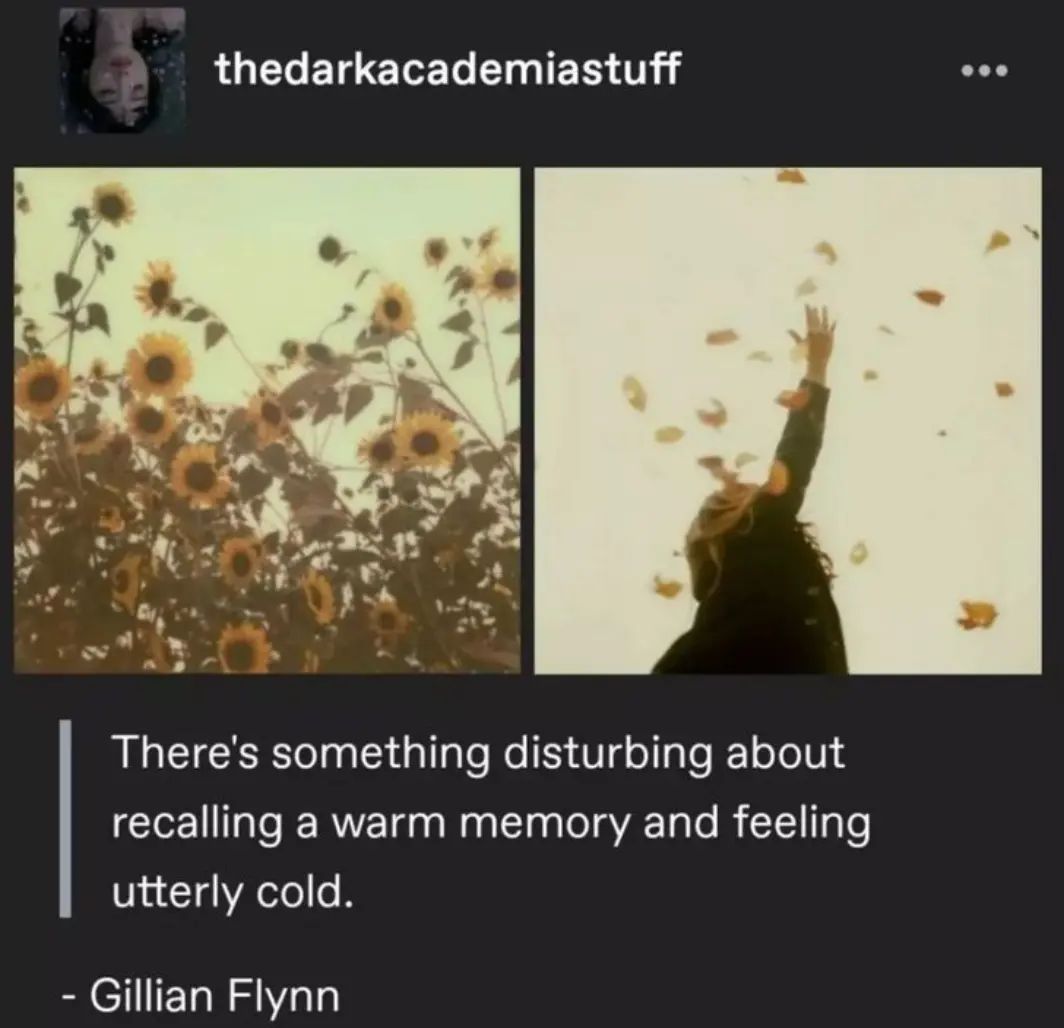 thedarkacademiastuff
There's something disturbing about
recalling a warm memory and feeling
utterly cold.
- Gillian Flynn